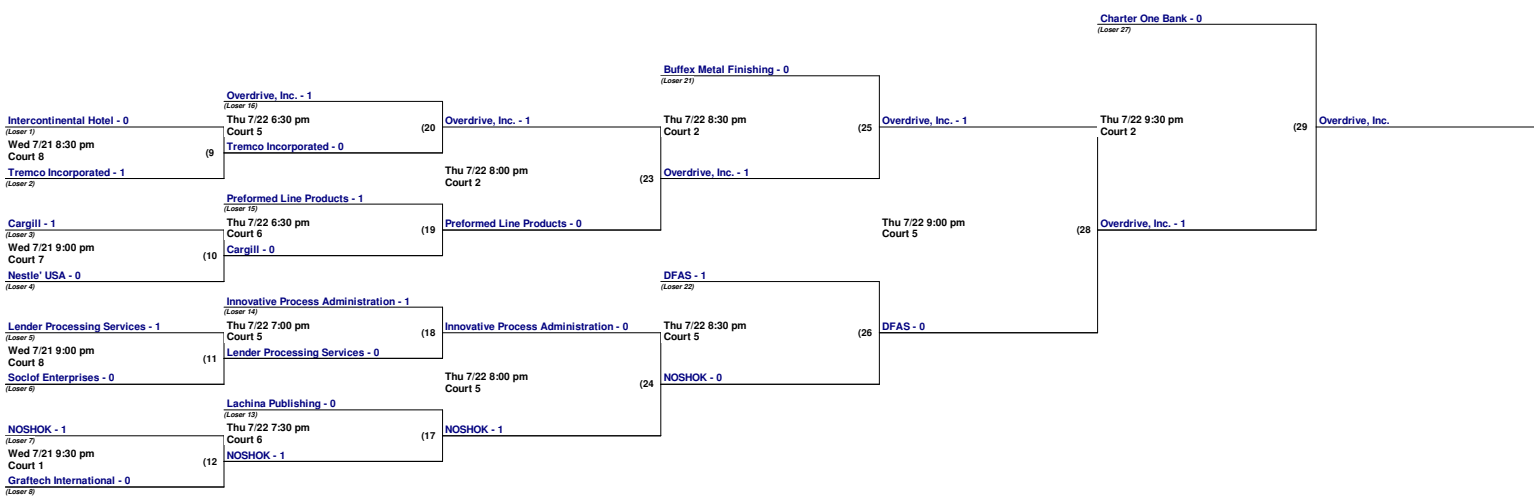 Charter One Bank - 0
(Loser 27)
Buffex Metal Finishing - 0
(Loser 21)
Overdrive, Inc. - 1
(Loser 16)
Intercontinental Hotel - 0
(Loser 1)
Thu 7/22 6:30 pm
Court 5
(20
Overdrive, Inc. - 1
Thu 7/22 8:30 pm
Court 2
(25
Overdrive, Inc. - 1
Thu 7/22 9:30 pm
Court 2
(29
Overdrive, Inc.
Wed 7/21 8:30 pm
Court 8
(9
Tremco Incorporated - 0
Tremco Incorporated - 1
(Loser 2)
Thu 7/22 8:00 pm
Court 2
(23
Overdrive, Inc. - 1
Preformed Line Products - 1
(Loser 15)
Cargill - 1
(Loser 3)
Thu 7/22 6:30 pm
Court 6
(19
Preformed Line Products - 0
Thu 7/22 9:00 pm
Court 5
(28
Overdrive, Inc. - 1
Wed 7/21 9:00 pm
Court 7
(10
Cargill - 0
Nestle' USA - 0
(Loser 4)
DFAS - 1
(Loser 22)
Innovative Process Administration - 1
(Loser 14)
Lender Processing Services - 1
(Loser 5)
Thu 7/22 7:00 pm
Court 5
(18
Innovative Process Administration - 0
Thu 7/22 8:30 pm
Court 5
(26
DFAS - 0
Wed 7/21 9:00 pm
Court 8
(11
Lender Processing Services - 0
Soclof Enterprises - 0
(Loser 6)
Thu 7/22 8:00 pm
Court 5
(24
NOSHOK - 0
Lachina Publishing - 0
(Loser 13)
NOSHOK - 1
(Loser 7)
Thu 7/22 7:30 pm
Court 6
(17
NOSHOK - 1
Wed 7/21 9:30 pm
Court 1
(12
NOSHOK - 1
Graftech International - 0
(Loser 8)